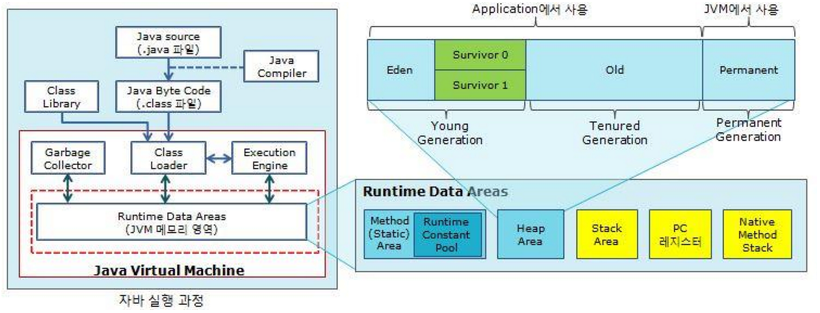 Java source
(.java 파일)
Java
Compiler
Class
Library
Java Byte Code
(.class 파일)
Garbage
Collector
Class
Loader
Execution
Engine
Runtime Data Areas
(JVM 메모리 영역)
Java Virtual Machine
자바 실행 과정
Application에서 사용
JVM에서 사용
Eden
Survivor 0
Survivor 1
Old
Permanent
Young
Generation
Tenured
Generation
Permanent
Generation
Runtime Data Areas
Method
(Static)
Area
Runtime
Constant
Pool
Heap
Area
Stack
Area
PC
레지스터
Native
Method
Stack